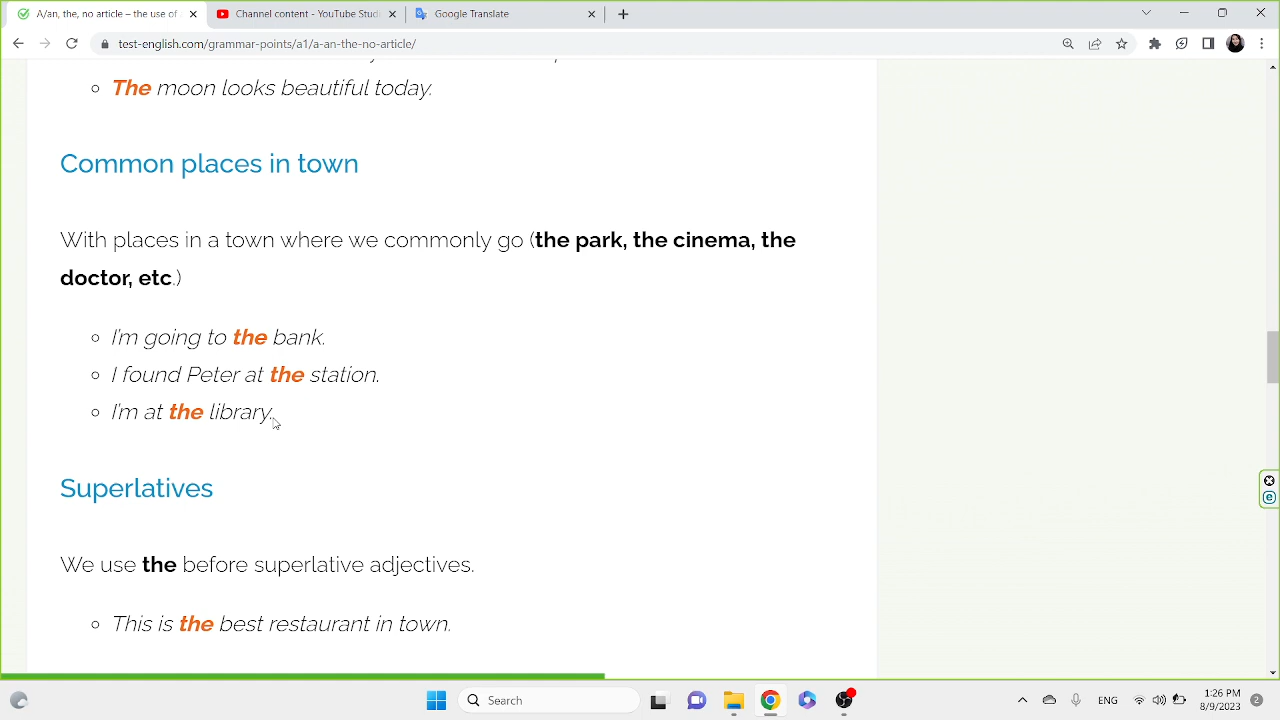 A/an, the, no article – the use of
Channel content - YouTube Studi
Google Translate
test-english.com/grammar-points/a1/a-an-the-no-article/
The moon looks beautiful today.
Common places in town
With places in a town where we commonly go (the park, the cinema, the
doctor, etc.)
I'm going to the bank.
I found Peter at the station.
I'm at the library.
Superlatives
We use the before superlative adjectives.
This is the best restaurant in town.
Search
ENG
1:26 PM
8/9/2023
2